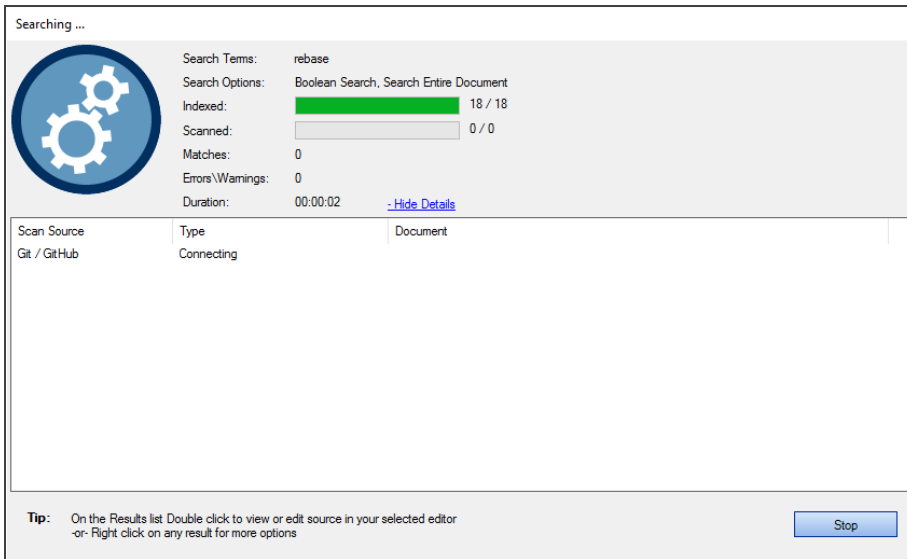 Searching ...
Search Terms: rebase
Search Options: Boolean Search, Search Entire Document
Indexed: 18 / 18
Scanned: 0 / 0
Matches: 0
Errors\Warnings: 0
Duration: 00:00:02 - Hide Details
Scan Source Type Document
Git / GitHub Connecting
Tip: On the Results list Double click to view or edit source in your selected editor
-or- Right click on any result for more options
Stop